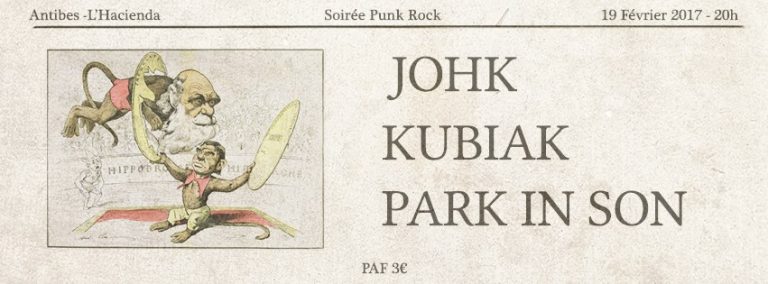 Antibes -L'Hacienda
Soirée Punk Rock
19 Février 2017 - 20h
JOHK
KUBIAK
PARK IN SON
PAF 3€